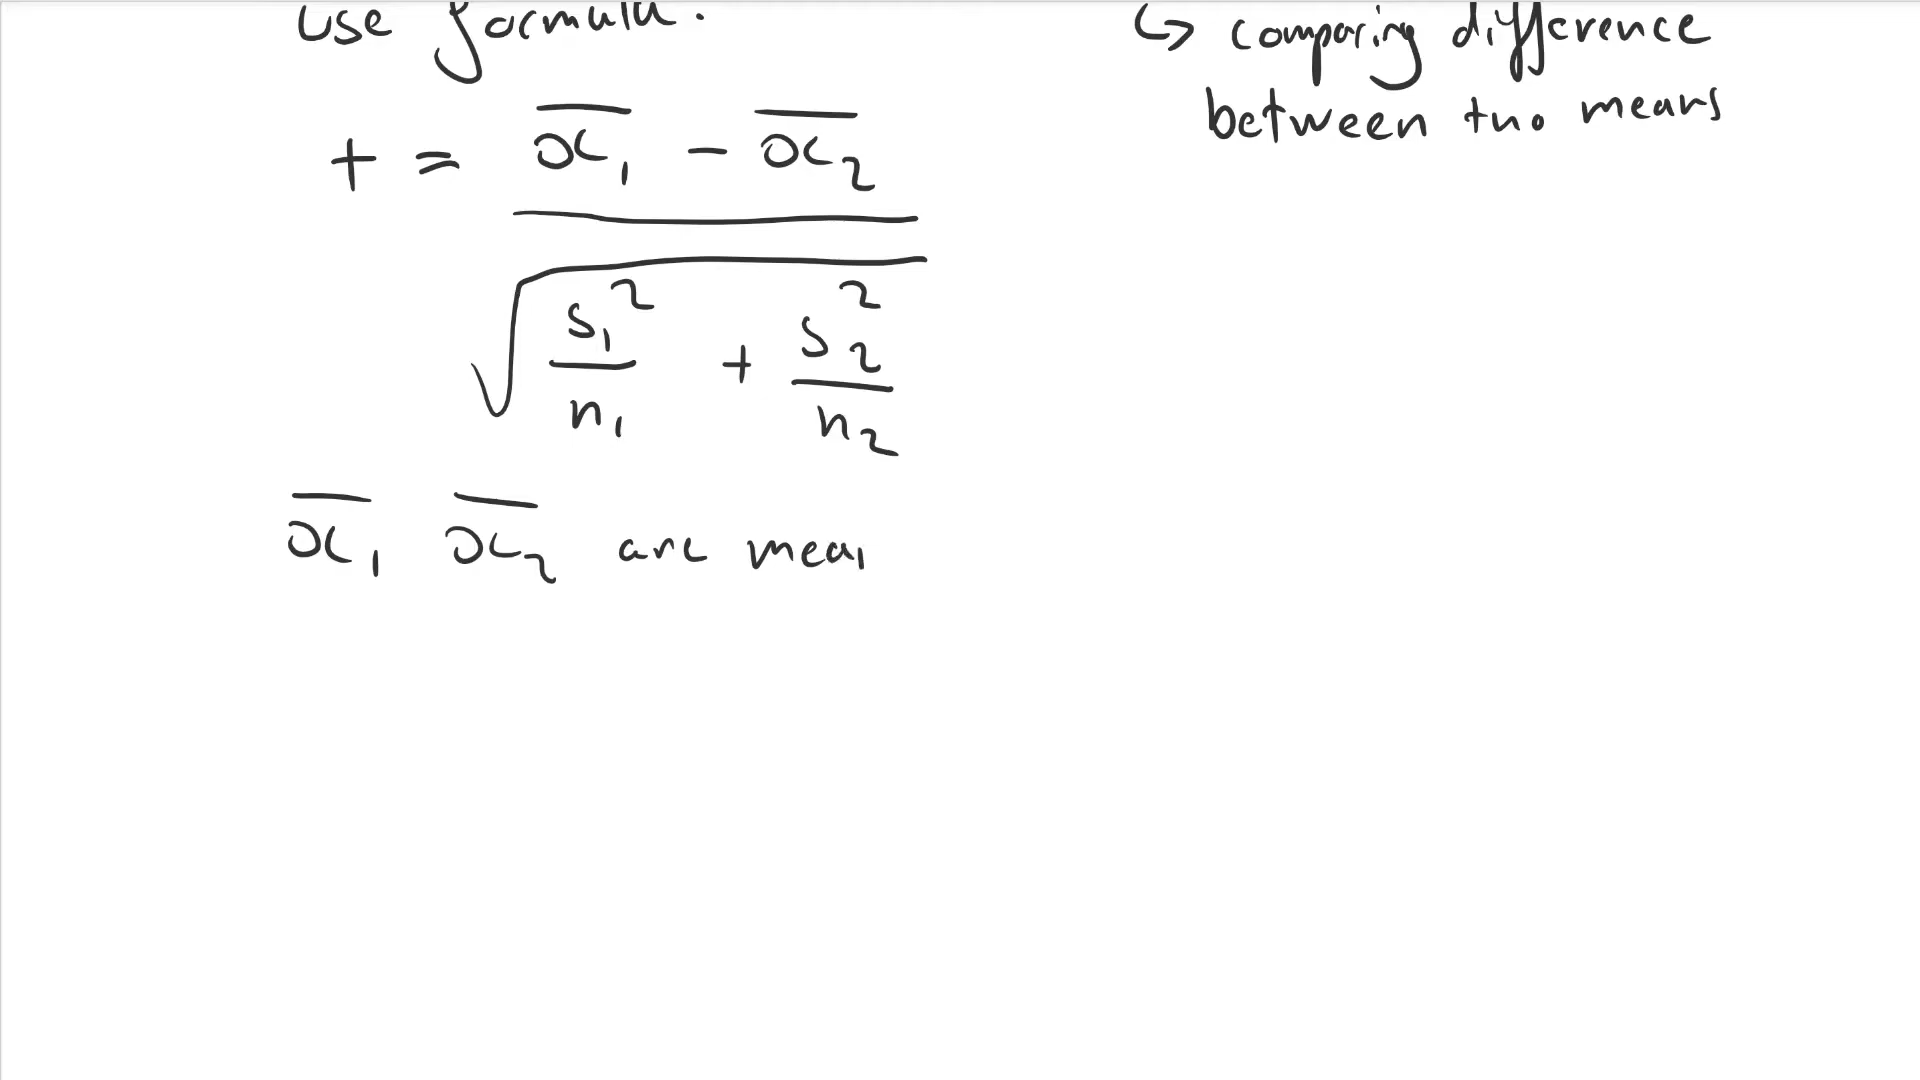 use formula.
t = x̄₁ - x̄₂
√ s₁²/n₁ + s₂²/n₂
x̄₁ x̄₂ are mea
↳ comparing difference
between two means